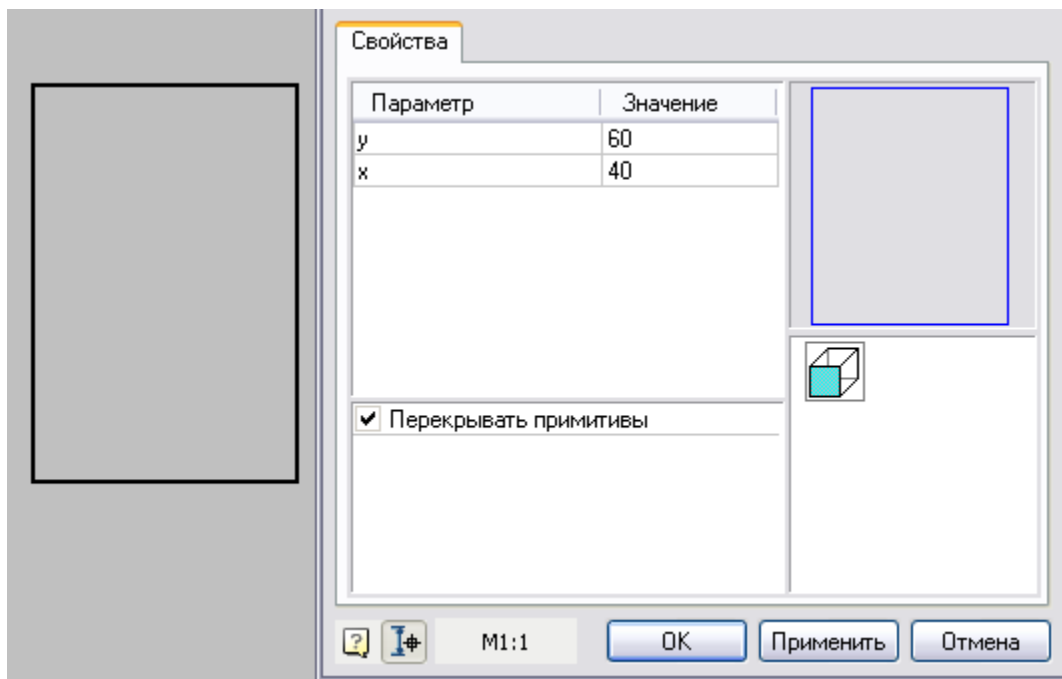 Свойства
Параметр Значение
y 60
x 40
Перекрывать примитивы
M1:1 OK Применить Отмена